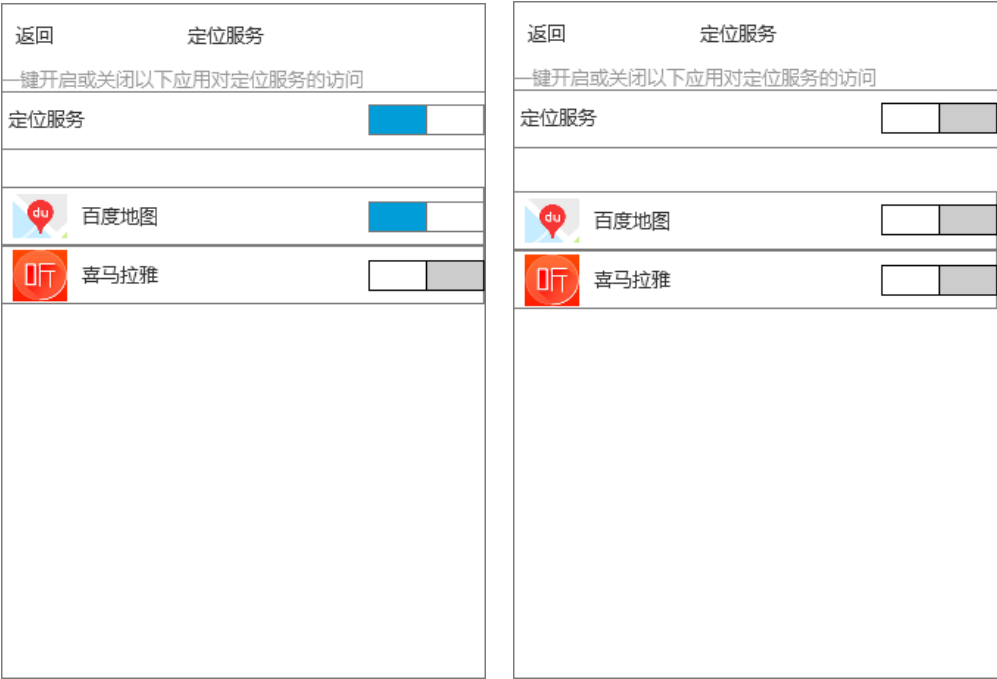 返回 定位服务
一键开启或关闭以下应用对定位服务的访问
定位服务
du 百度地图
听 喜马拉雅
返回 定位服务
一键开启或关闭以下应用对定位服务的访问
定位服务
du 百度地图
听 喜马拉雅